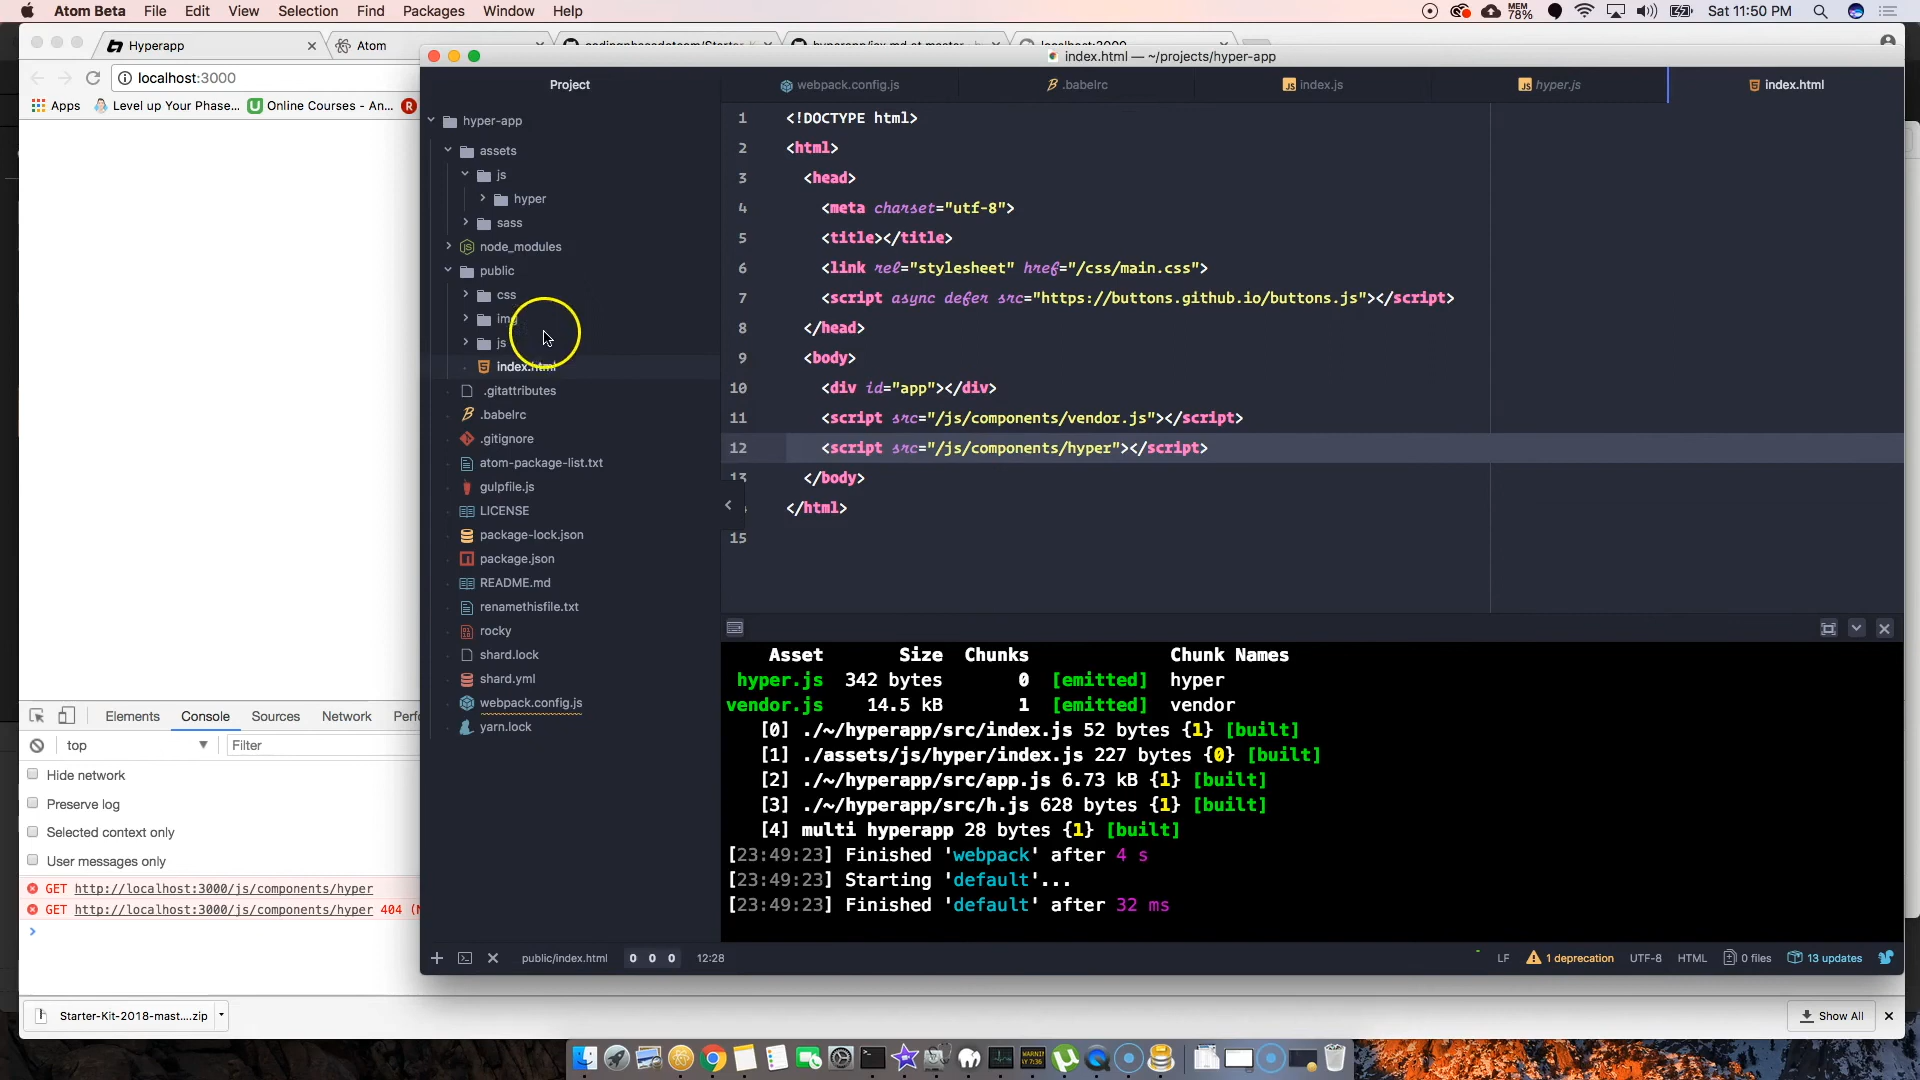 Atom Beta File Edit View Selection Find Packages Window Help
MEM 78% Sat 11:50 PM
Hyperapp
Atom
localhost:3000
index.html — ~/projects/hyper-app
localhost:3000
Apps Level up Your Phase... Online Courses - An...
Project
webpack.config.js
.babelrc
index.js
hyper.js
index.html
hyper-app
assets
js
hyper
sass
node_modules
public
css
img
js
index.html
.gitattributes
.babelrc
.gitignore
atom-package-list.txt
gulpfile.js
LICENSE
package-lock.json
package.json
README.md
renamethisfile.txt
rocky
shard.lock
shard.yml
webpack.config.js
yarn.lock
1 <!DOCTYPE html>
2 <html>
3 <head>
4 <meta charset="utf-8">
5 <title></title>
6 <link rel="stylesheet" href="/css/main.css">
7 <script async defer src="https://buttons.github.io/buttons.js"></script>
8 </head>
9 <body>
10 <div id="app"></div>
11 <script src="/js/components/vendor.js"></script>
12 <script src="/js/components/hyper"></script>
13 </body>
</html>
15
Asset Size Chunks Chunk Names
hyper.js 342 bytes 0 [emitted] hyper
vendor.js 14.5 kB 1 [emitted] vendor
[0] ./~/hyperapp/src/index.js 52 bytes {1} [built]
[1] ./assets/js/hyper/index.js 227 bytes {0} [built]
[2] ./~/hyperapp/src/app.js 6.73 kB {1} [built]
[3] ./~/hyperapp/src/h.js 628 bytes {1} [built]
[4] multi hyperapp 28 bytes {1} [built]
[23:49:23] Finished 'webpack' after 4 s
[23:49:23] Starting 'default'...
[23:49:23] Finished 'default' after 32 ms
Elements Console Sources Network Perf
top Filter
Hide network
Preserve log
Selected context only
User messages only
GET http://localhost:3000/js/components/hyper
GET http://localhost:3000/js/components/hyper 404 (
public/index.html 0 0 0 12:28
LF 1 deprecation UTF-8 HTML 0 files 13 updates
Starter-Kit-2018-mast....zip
Show All